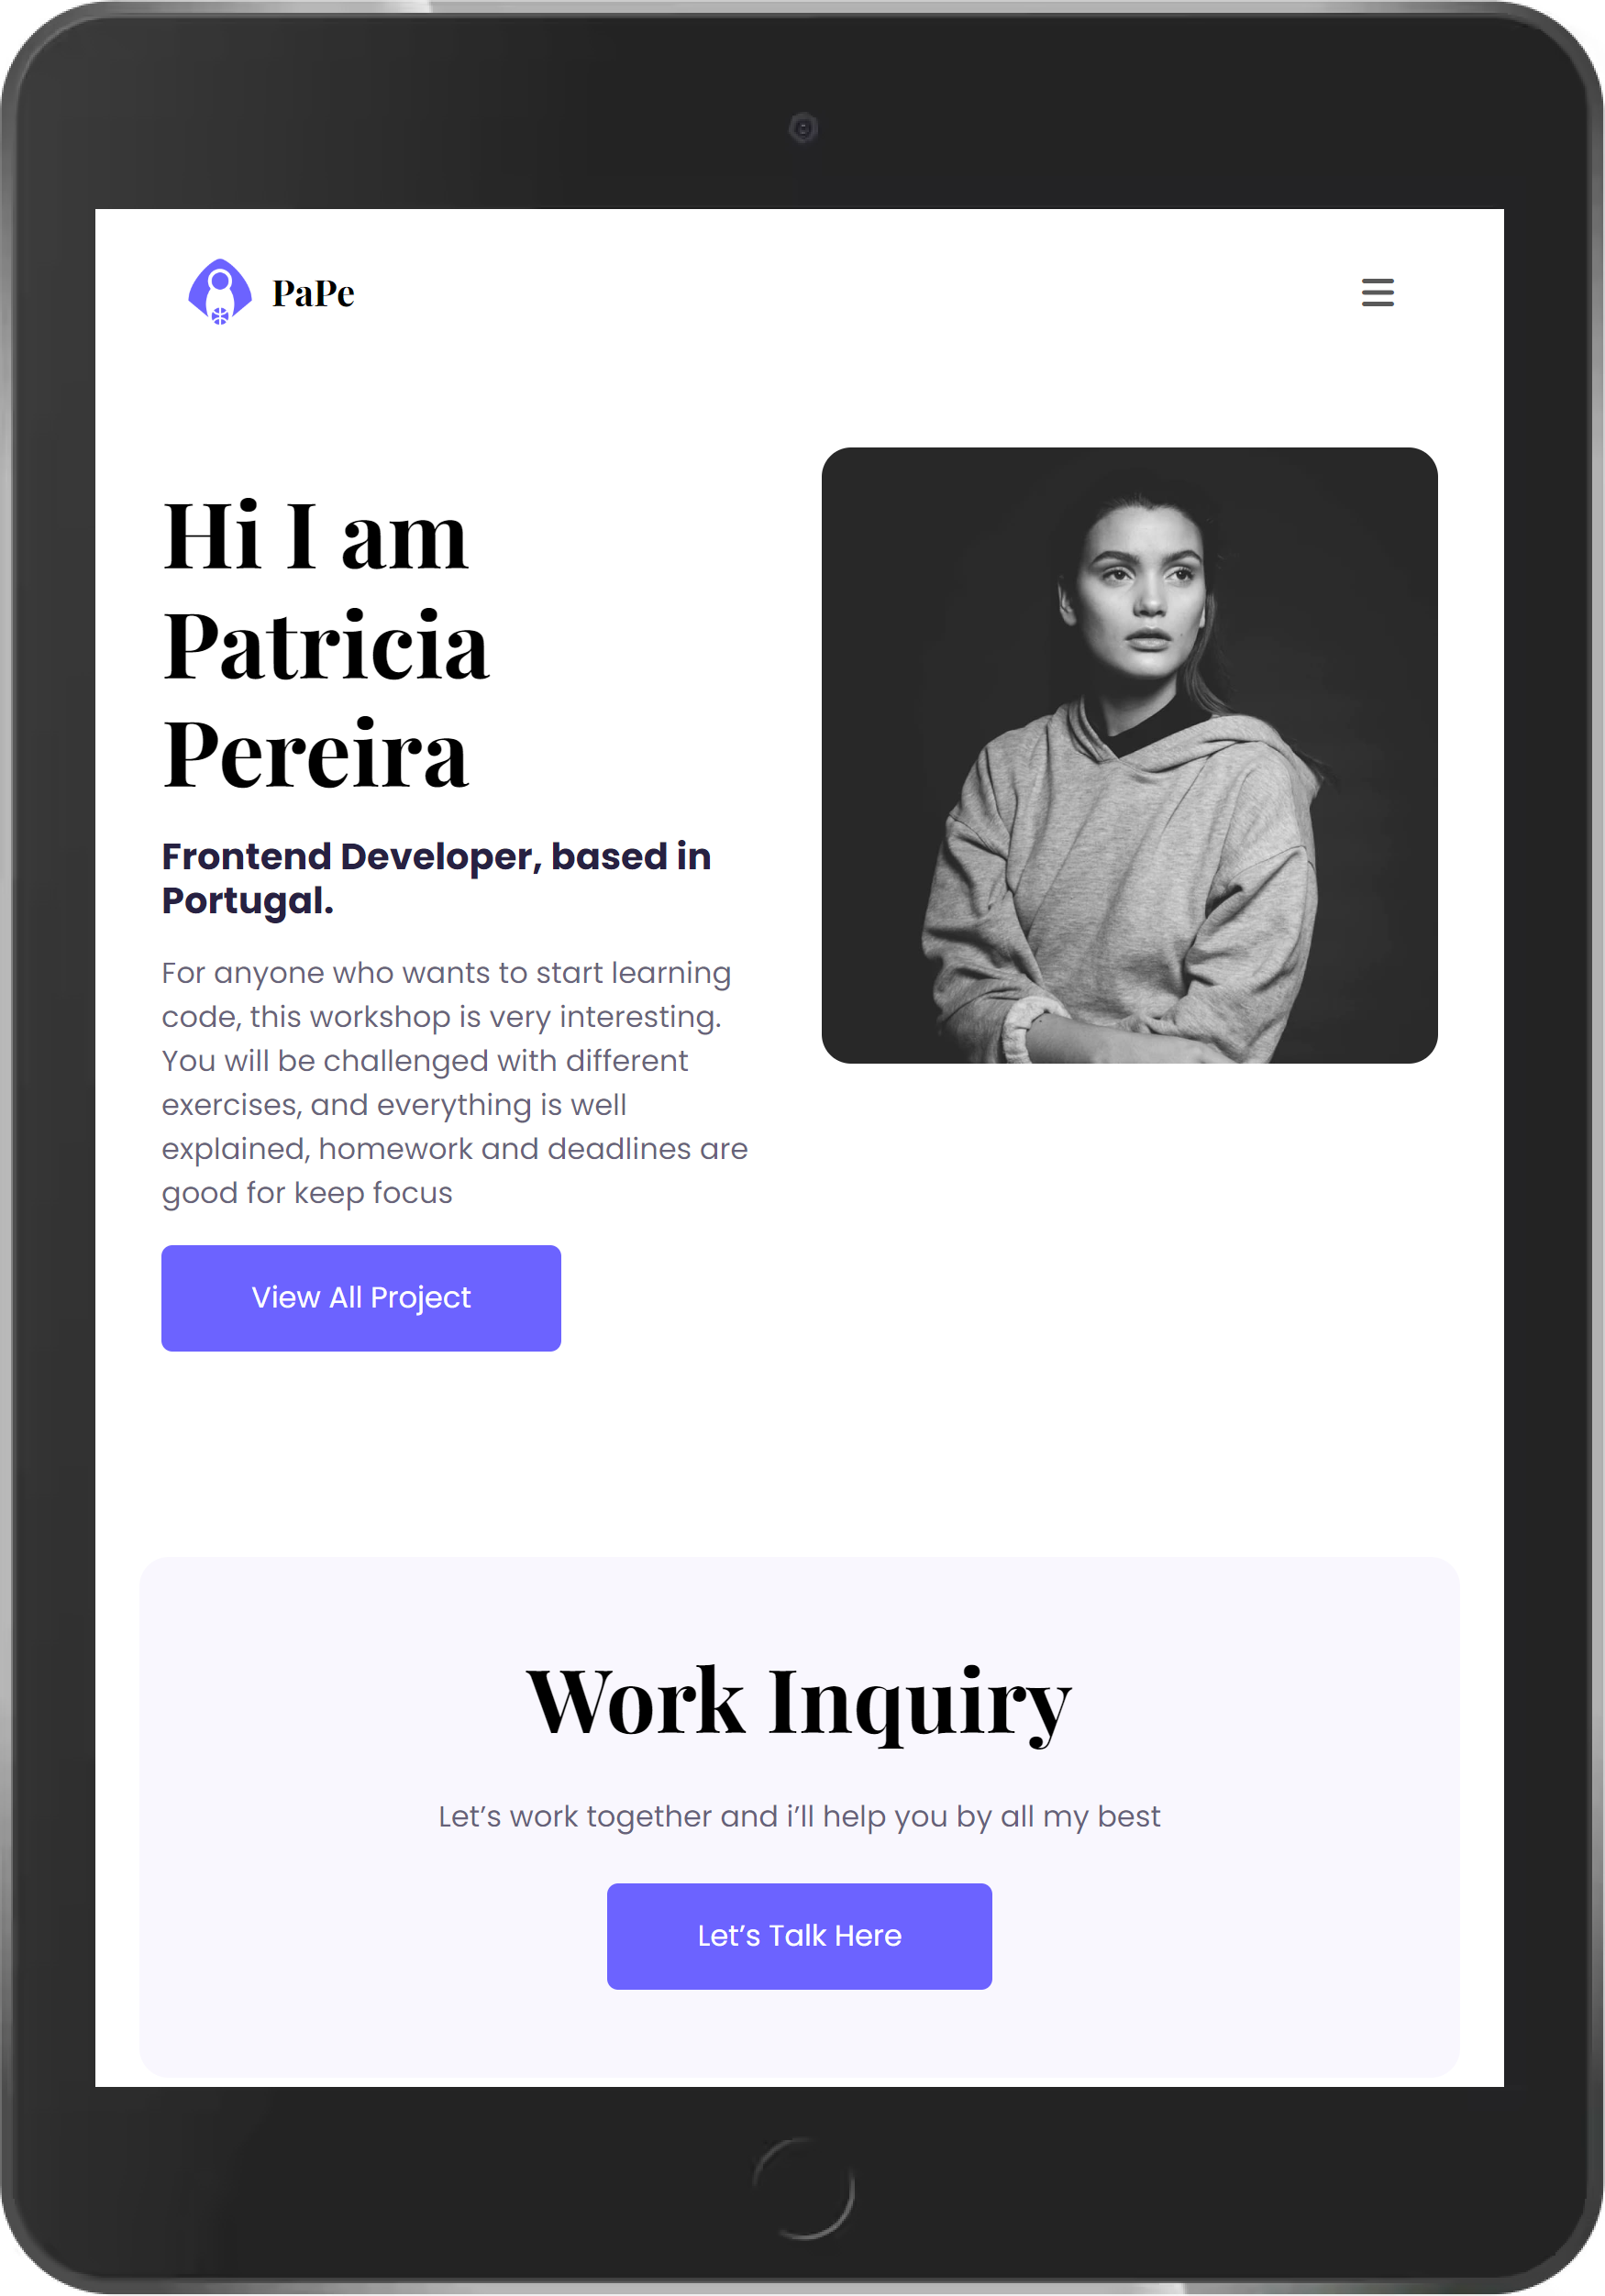 PaPe
Hi I am
Patricia
Pereira
Frontend Developer, based in
Portugal.
For anyone who wants to start learning
code, this workshop is very interesting.
You will be challenged with different
exercises, and everything is well
explained, homework and deadlines are
good for keep focus
View All Project
Work Inquiry
Let’s work together and i’ll help you by all my best
Let’s Talk Here